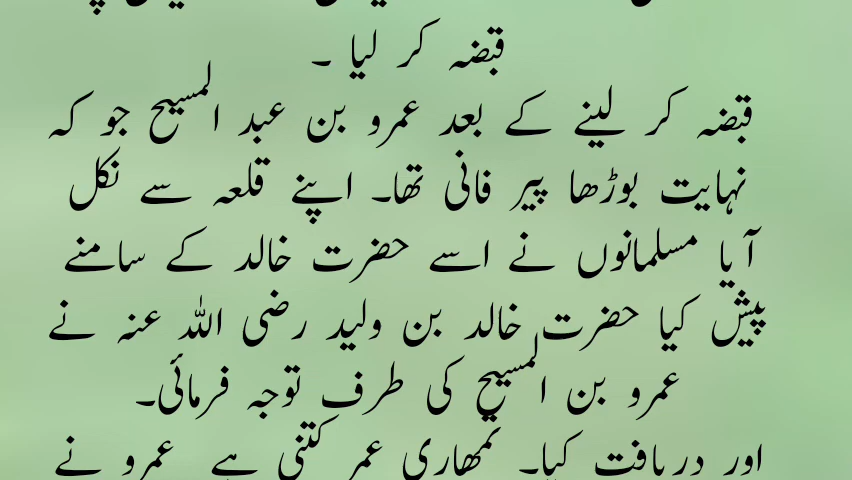 قبضہ کر لیا ۔
قبضہ کر لینے کے بعد عمرو بن عبد المسیح جو کہ
نہایت بوڑھا پیر فانی تھا۔ اپنے قلعہ سے نکل
آیا مسلمانوں نے اسے حضرت خالد کے سامنے
پیش کیا حضرت خالد بن ولید رضی اللہ عنہ نے
عمرو بن المسیح کی طرف توجہ فرمائی۔
اور دریافت کیا۔ تمھاری عمر کتنی ہے عمرو نے